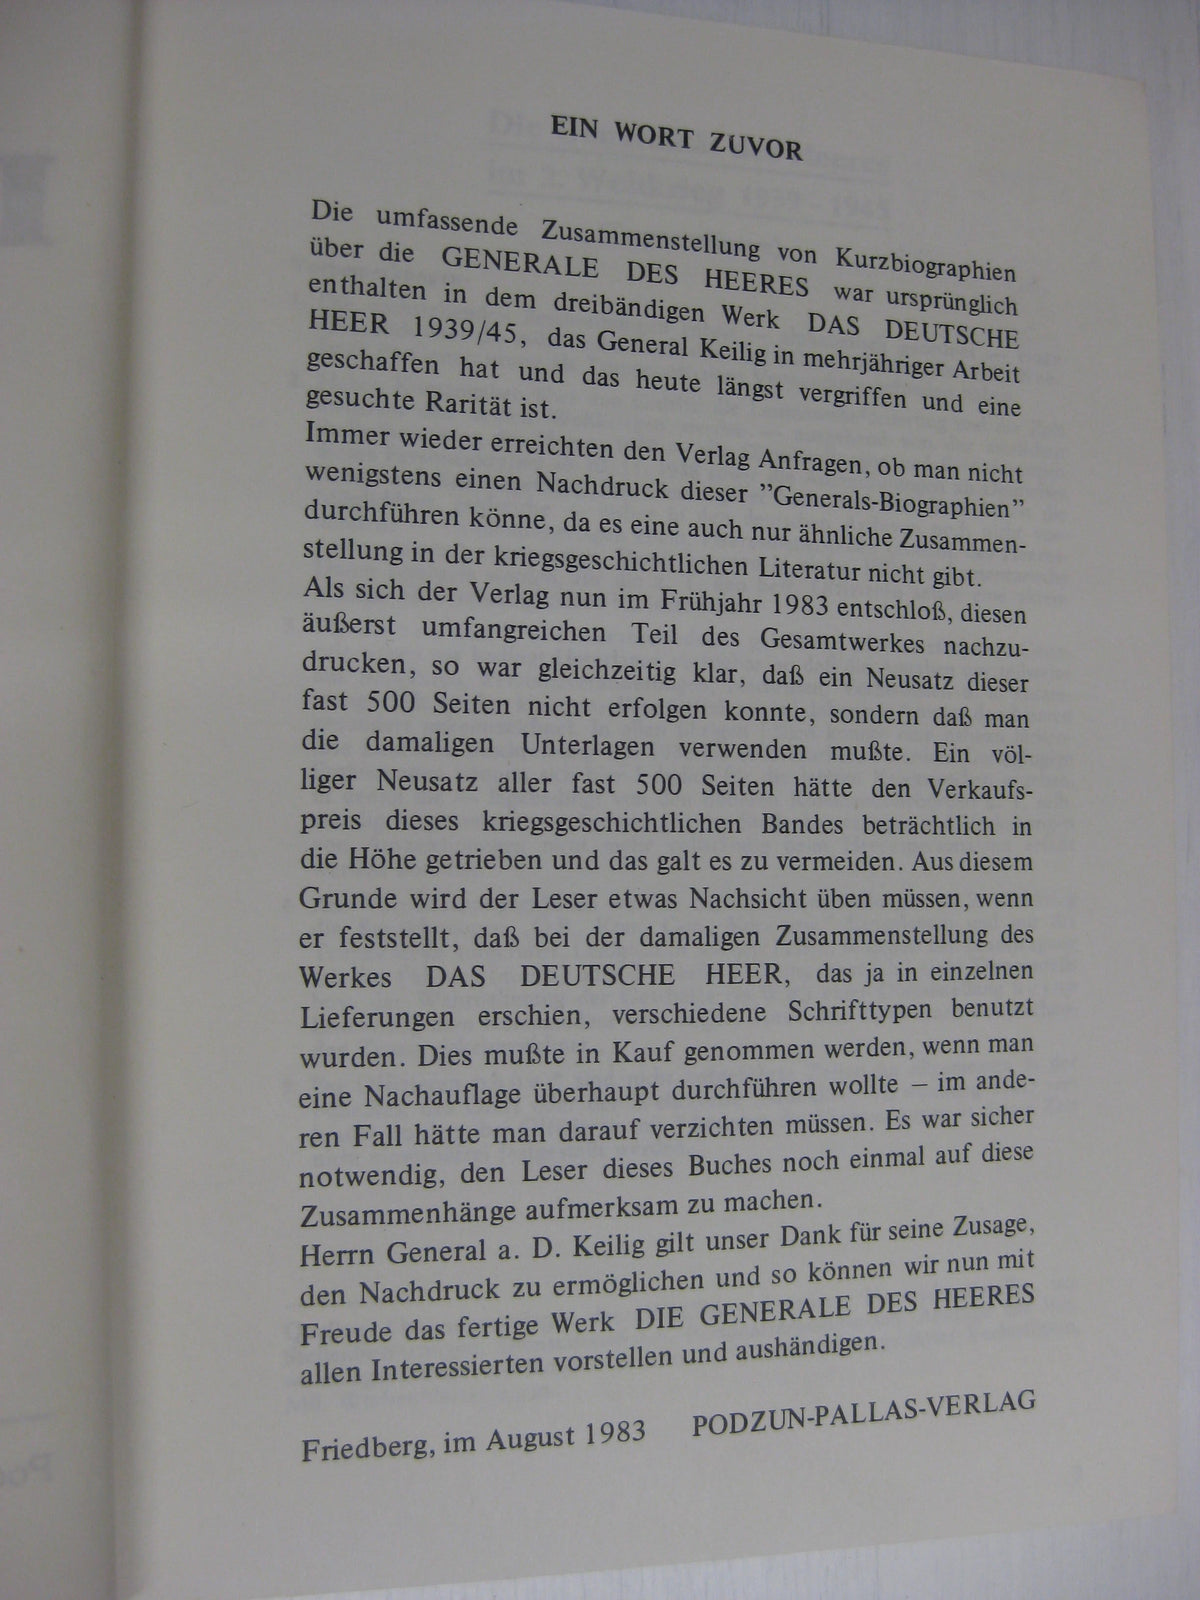 EIN WORT ZUVOR
Die umfassende Zusammenstellung von Kurzbiographien
über die GENERALE DES HEERES war ursprünglich
enthalten in dem dreibändigen Werk DAS DEUTSCHE
HEER 1939/45, das General Keilig in mehrjähriger Arbeit
geschaffen hat und das heute längst vergriffen und eine
gesuchte Rarität ist.
Immer wieder erreichten den Verlag Anfragen, ob man nicht
wenigstens einen Nachdruck dieser ”Generals-Biographien”
durchführen könne, da es eine auch nur ähnliche Zusammen-
stellung in der kriegsgeschichtlichen Literatur nicht gibt.
Als sich der Verlag nun im Frühjahr 1983 entschloß, diesen
äußerst umfangreichen Teil des Gesamtwerkes nachzu-
drucken, so war gleichzeitig klar, daß ein Neusatz dieser
fast 500 Seiten nicht erfolgen konnte, sondern daß man
die damaligen Unterlagen verwenden mußte. Ein völ-
liger Neusatz aller fast 500 Seiten hätte den Verkaufs-
preis dieses kriegsgeschichtlichen Bandes beträchtlich in
die Höhe getrieben und das galt es zu vermeiden. Aus diesem
Grunde wird der Leser etwas Nachsicht üben müssen, wenn
er feststellt, daß bei der damaligen Zusammenstellung des
Werkes DAS DEUTSCHE HEER, das ja in einzelnen
Lieferungen erschien, verschiedene Schrifttypen benutzt
wurden. Dies mußte in Kauf genommen werden, wenn man
eine Nachauflage überhaupt durchführen wollte – im ande-
ren Fall hätte man darauf verzichten müssen. Es war sicher
notwendig, den Leser dieses Buches noch einmal auf diese
Zusammenhänge aufmerksam zu machen.
Herrn General a. D. Keilig gilt unser Dank für seine Zusage,
den Nachdruck zu ermöglichen und so können wir nun mit
Freude das fertige Werk DIE GENERALE DES HEERES
allen Interessierten vorstellen und aushändigen.
Friedberg, im August 1983 PODZUN-PALLAS-VERLAG